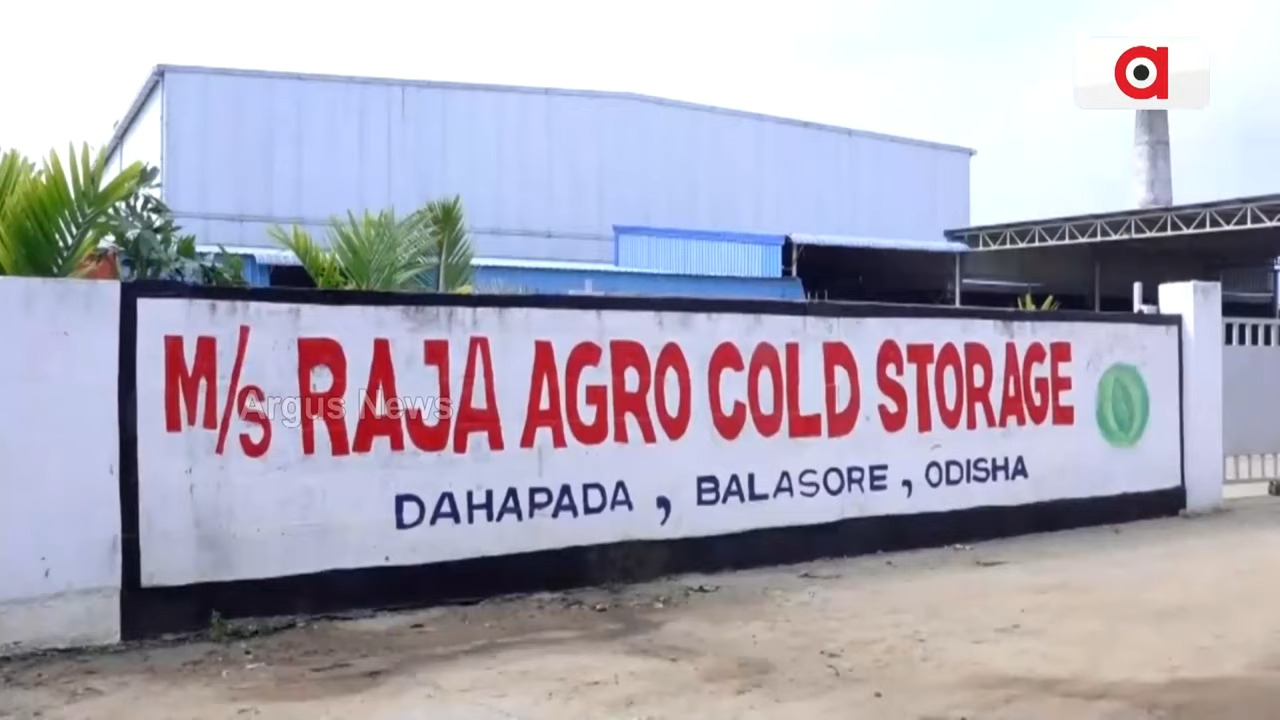 M/s RAJA AGRO COLD STORAGE
Argus News
DAHAPADA , BALASORE , ODISHA
a